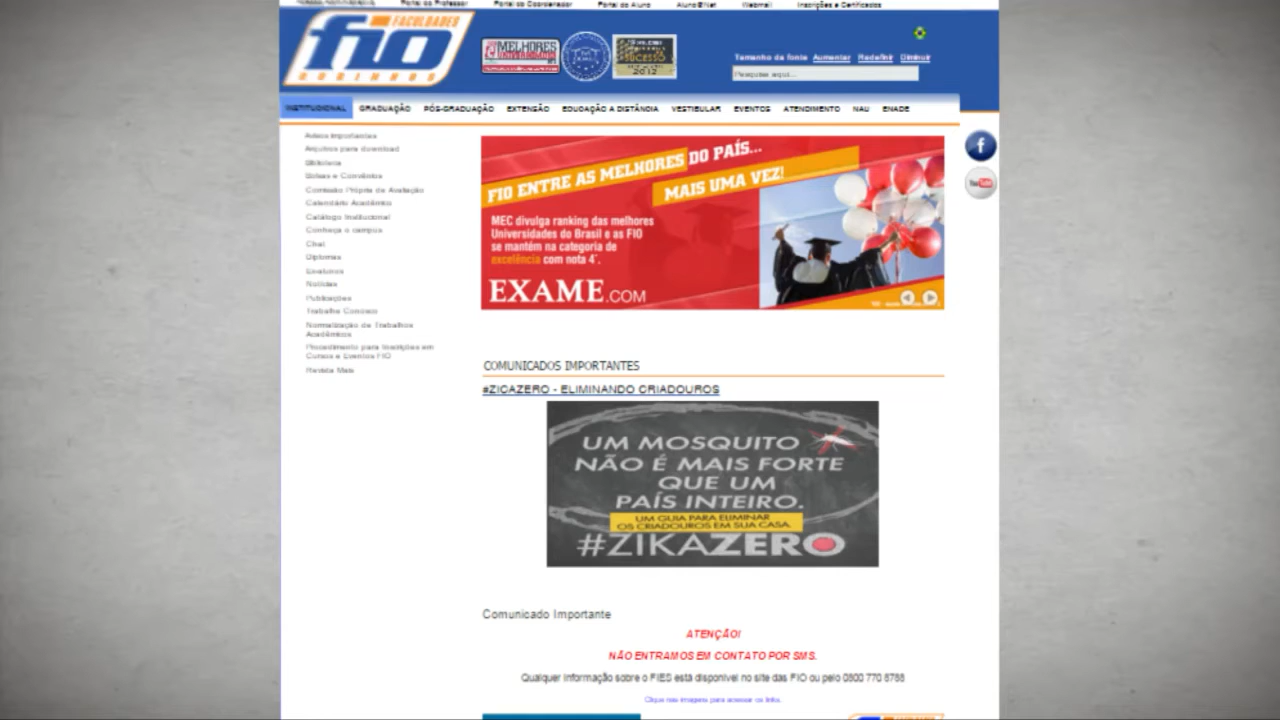 Portal do Professor Portal do Coordenador Portal do Aluno Aluno@Net Webmail Inscrições e Certificados
FACULDADES
fio
OURINHOS
MELHORES
SUCESSO
2012
Tamanho da fonte Aumentar Redefinir Diminuir
Pesquisar aqui...
INSTITUCIONAL GRADUAÇÃO PÓS-GRADUAÇÃO EXTENSÃO EDUCAÇÃO A DISTÂNCIA VESTIBULAR EVENTOS ATENDIMENTO NAU ENADE
Avisos Importantes
Arquivos para download
Biblioteca
Bolsas e Convênios
Comissão Própria de Avaliação
Calendário Acadêmico
Catálogo Institucional
Conheça o campus
Chat
Diplomas
Notícias
Publicações
Trabalhe Conosco
Normalização de Trabalhos
Acadêmicos
Procedimento para Inscrições em
Cursos e Eventos FIO
Revista Mais
f
You Tube
FIO ENTRE AS MELHORES DO PAÍS...
MAIS UMA VEZ!
MEC divulga ranking das melhores
Universidades do Brasil e as FIO
se mantém na categoria de
excelência com nota 4*.
EXAME.COM
COMUNICADOS IMPORTANTES
#ZICAZERO - ELIMINANDO CRIADOUROS
UM MOSQUITO
NÃO É MAIS FORTE
QUE UM
PAÍS INTEIRO.
UM GUIA PARA ELIMINAR
OS CRIADOUROS EM SUA CASA.
#ZIKAZERO
Comunicado Importante
ATENÇÃO!
NÃO ENTRAMOS EM CONTATO POR SMS.
Qualquer informação sobre o FIES está disponível no site das FIO ou pelo 0800 770 8788
Clique nas imagens para acessar os links.